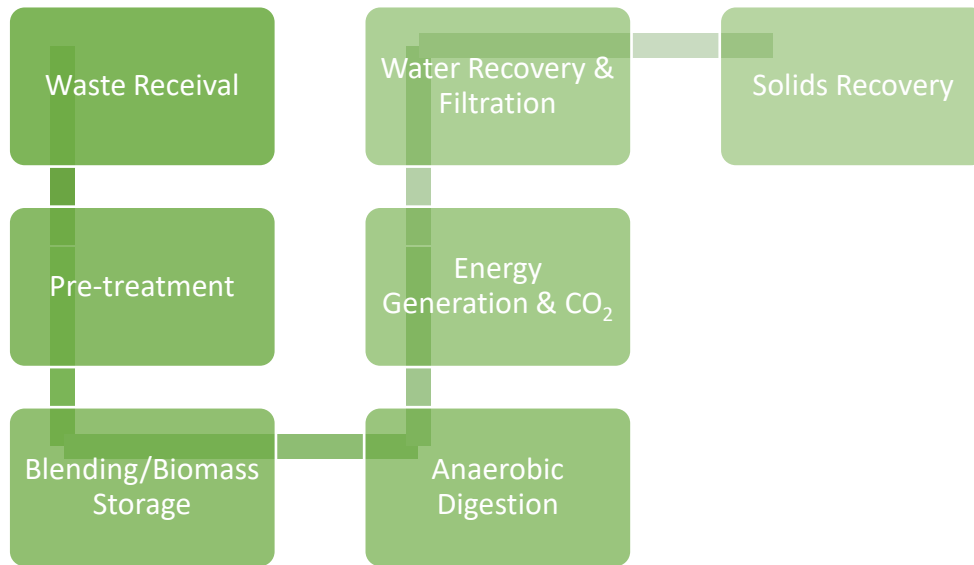 Waste Receival
Pre-treatment
Blending/Biomass
Storage
Anaerobic
Digestion
Energy
Generation & CO₂
Water Recovery &
Filtration
Solids Recovery